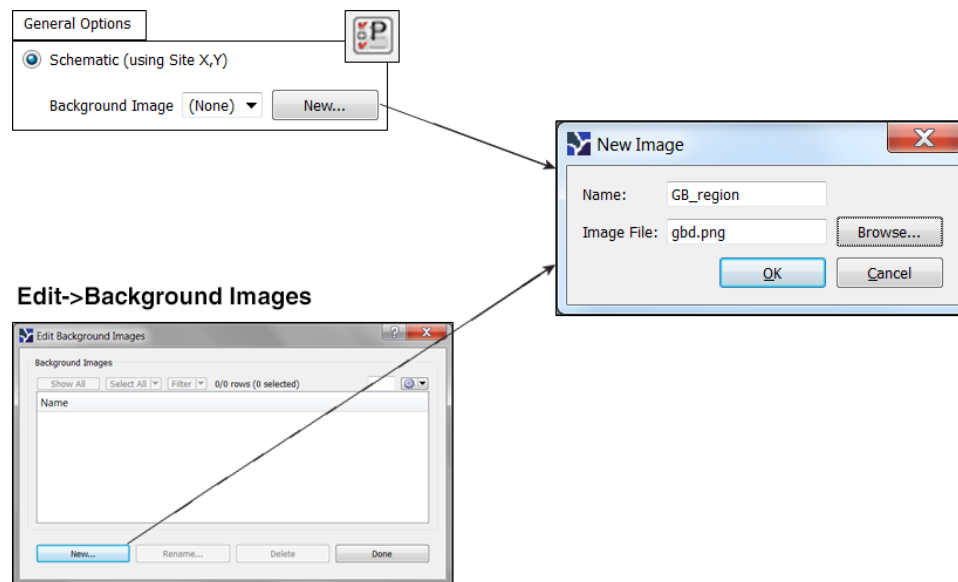 General Options
P
Schematic (using Site X,Y)
Background Image (None) New...
New Image
Name: GB_region
Image File: gbd.png Browse...
OK Cancel
Edit->Background Images
Edit Background Images ?
Background Images
Show All Select All Filter 0/0 rows (0 selected)
Name
New... Rename... Delete Done